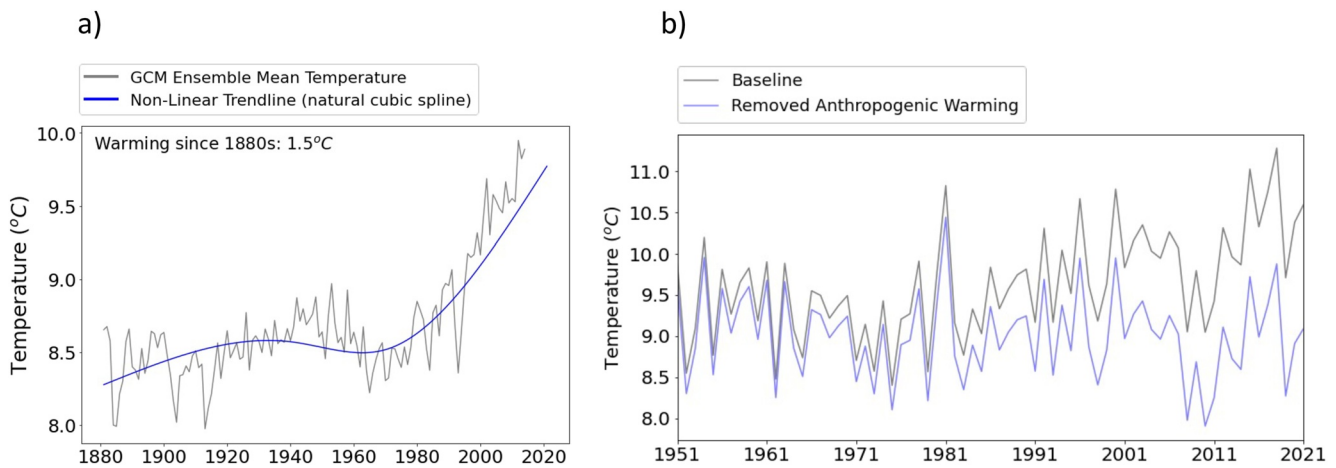 a)
GCM Ensemble Mean Temperature
Non-Linear Trendline (natural cubic spline)
Warming since 1880s: 1.5°C
Temperature (°C)
10.0
9.5
9.0
8.5
8.0
1880 1900 1920 1940 1960 1980 2000 2020
b)
Baseline
Removed Anthropogenic Warming
Temperature (°C)
11.0
10.5
10.0
9.5
9.0
8.5
8.0
1951 1961 1971 1981 1991 2001 2011 2021